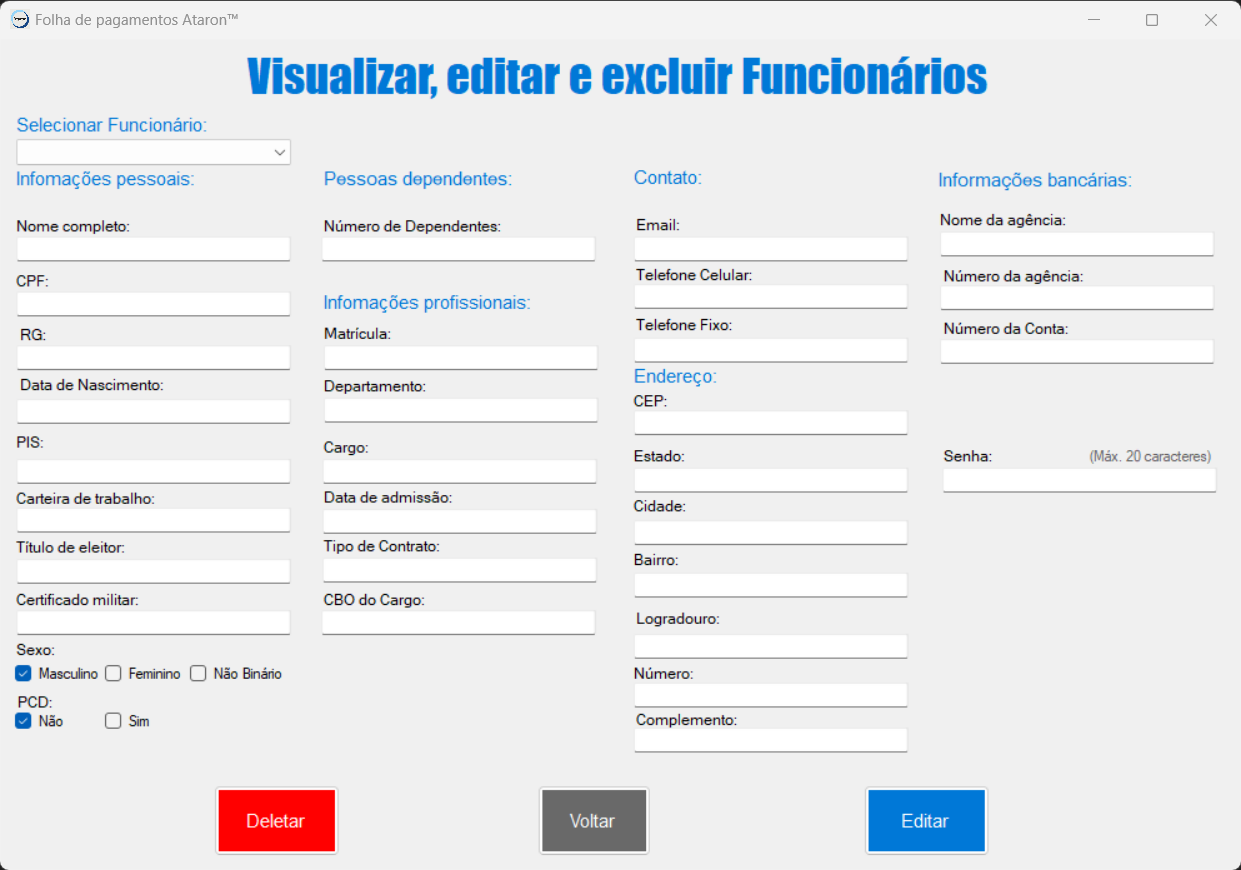 Folha de pagamentos Ataron™
Visualizar, editar e excluir Funcionários
Selecionar Funcionário:
Infomações pessoais:
Nome completo:
CPF:
RG:
Data de Nascimento:
PIS:
Carteira de trabalho:
Título de eleitor:
Certificado militar:
Sexo:
Masculino Feminino Não Binário
PCD:
Não Sim
Pessoas dependentes:
Número de Dependentes:
Infomações profissionais:
Matrícula:
Departamento:
Cargo:
Data de admissão:
Tipo de Contrato:
CBO do Cargo:
Contato:
Email:
Telefone Celular:
Telefone Fixo:
Endereço:
CEP:
Estado:
Cidade:
Bairro:
Logradouro:
Número:
Complemento:
Informações bancárias:
Nome da agência:
Número da agência:
Número da Conta:
Senha: (Máx. 20 caracteres)
Deletar Voltar Editar